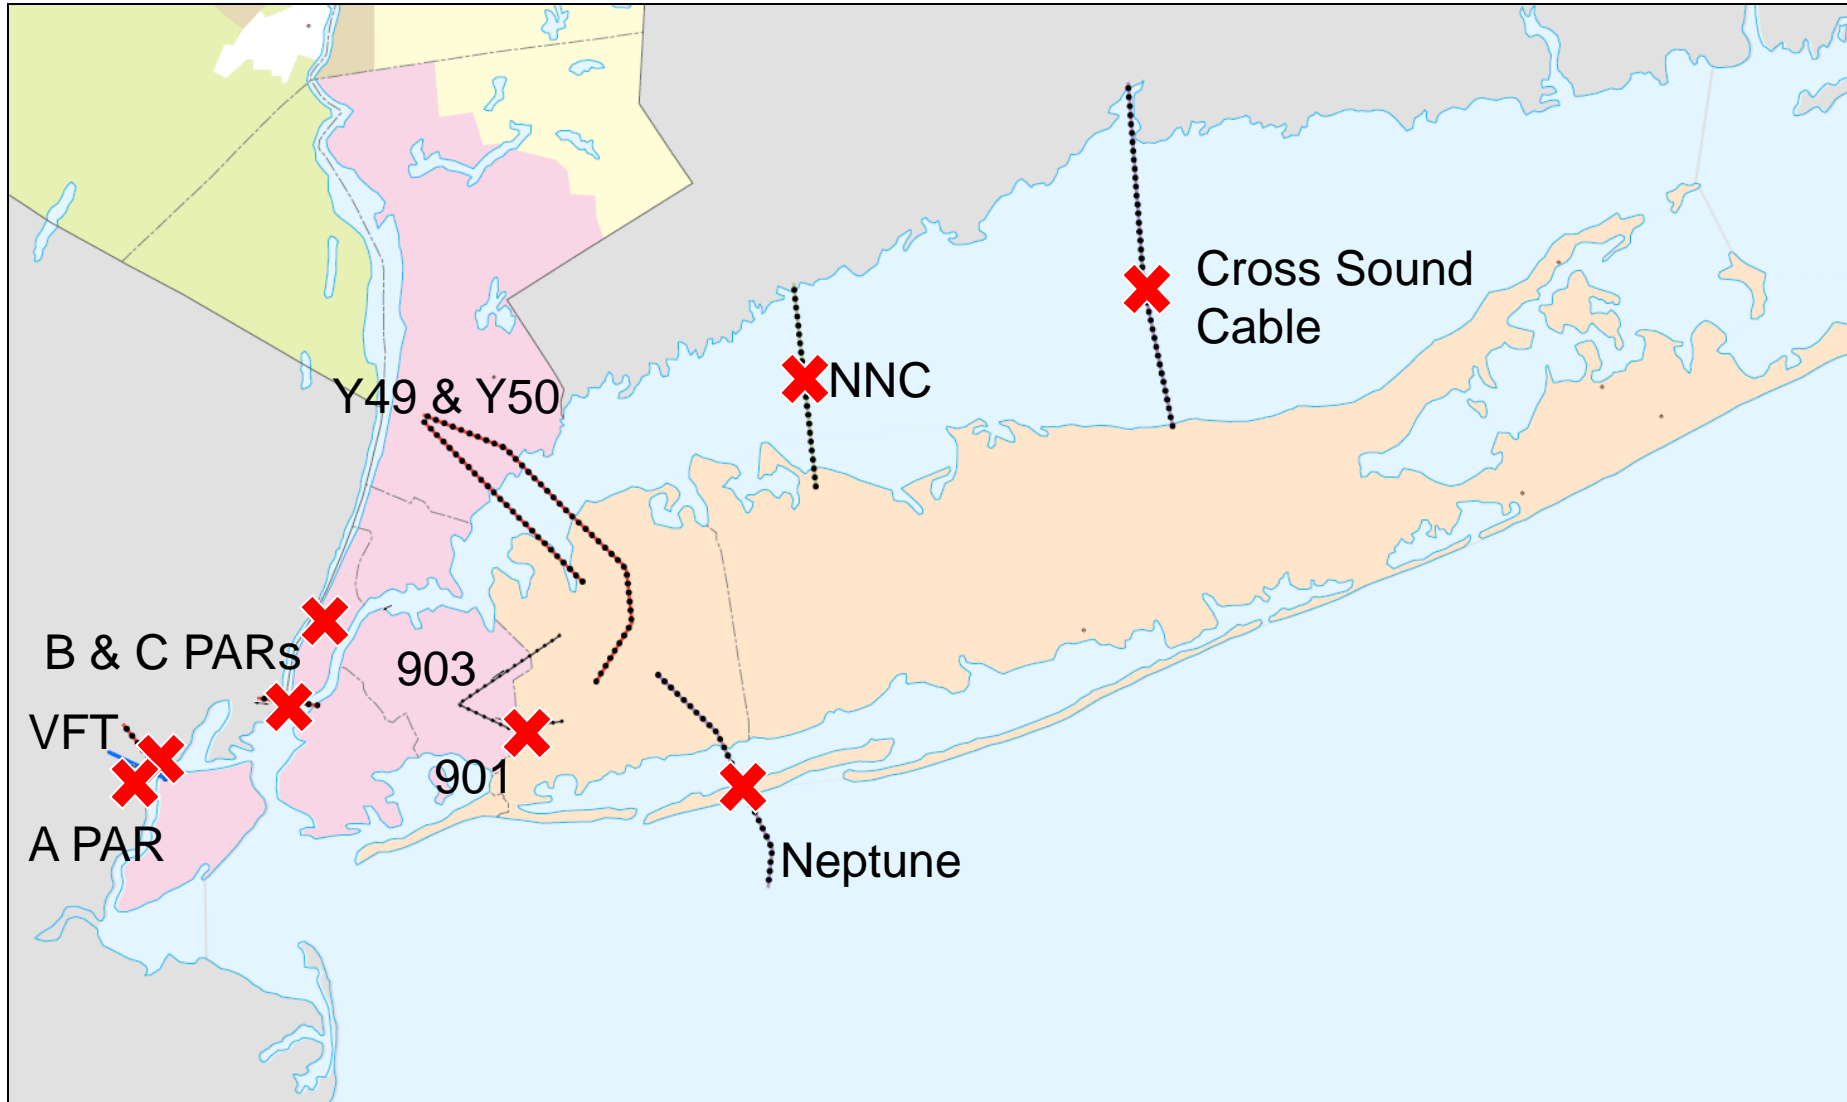 Cross Sound
Cable
NNC
Y49 & Y50
B & C PARs
903
VFT
901
A PAR
Neptune